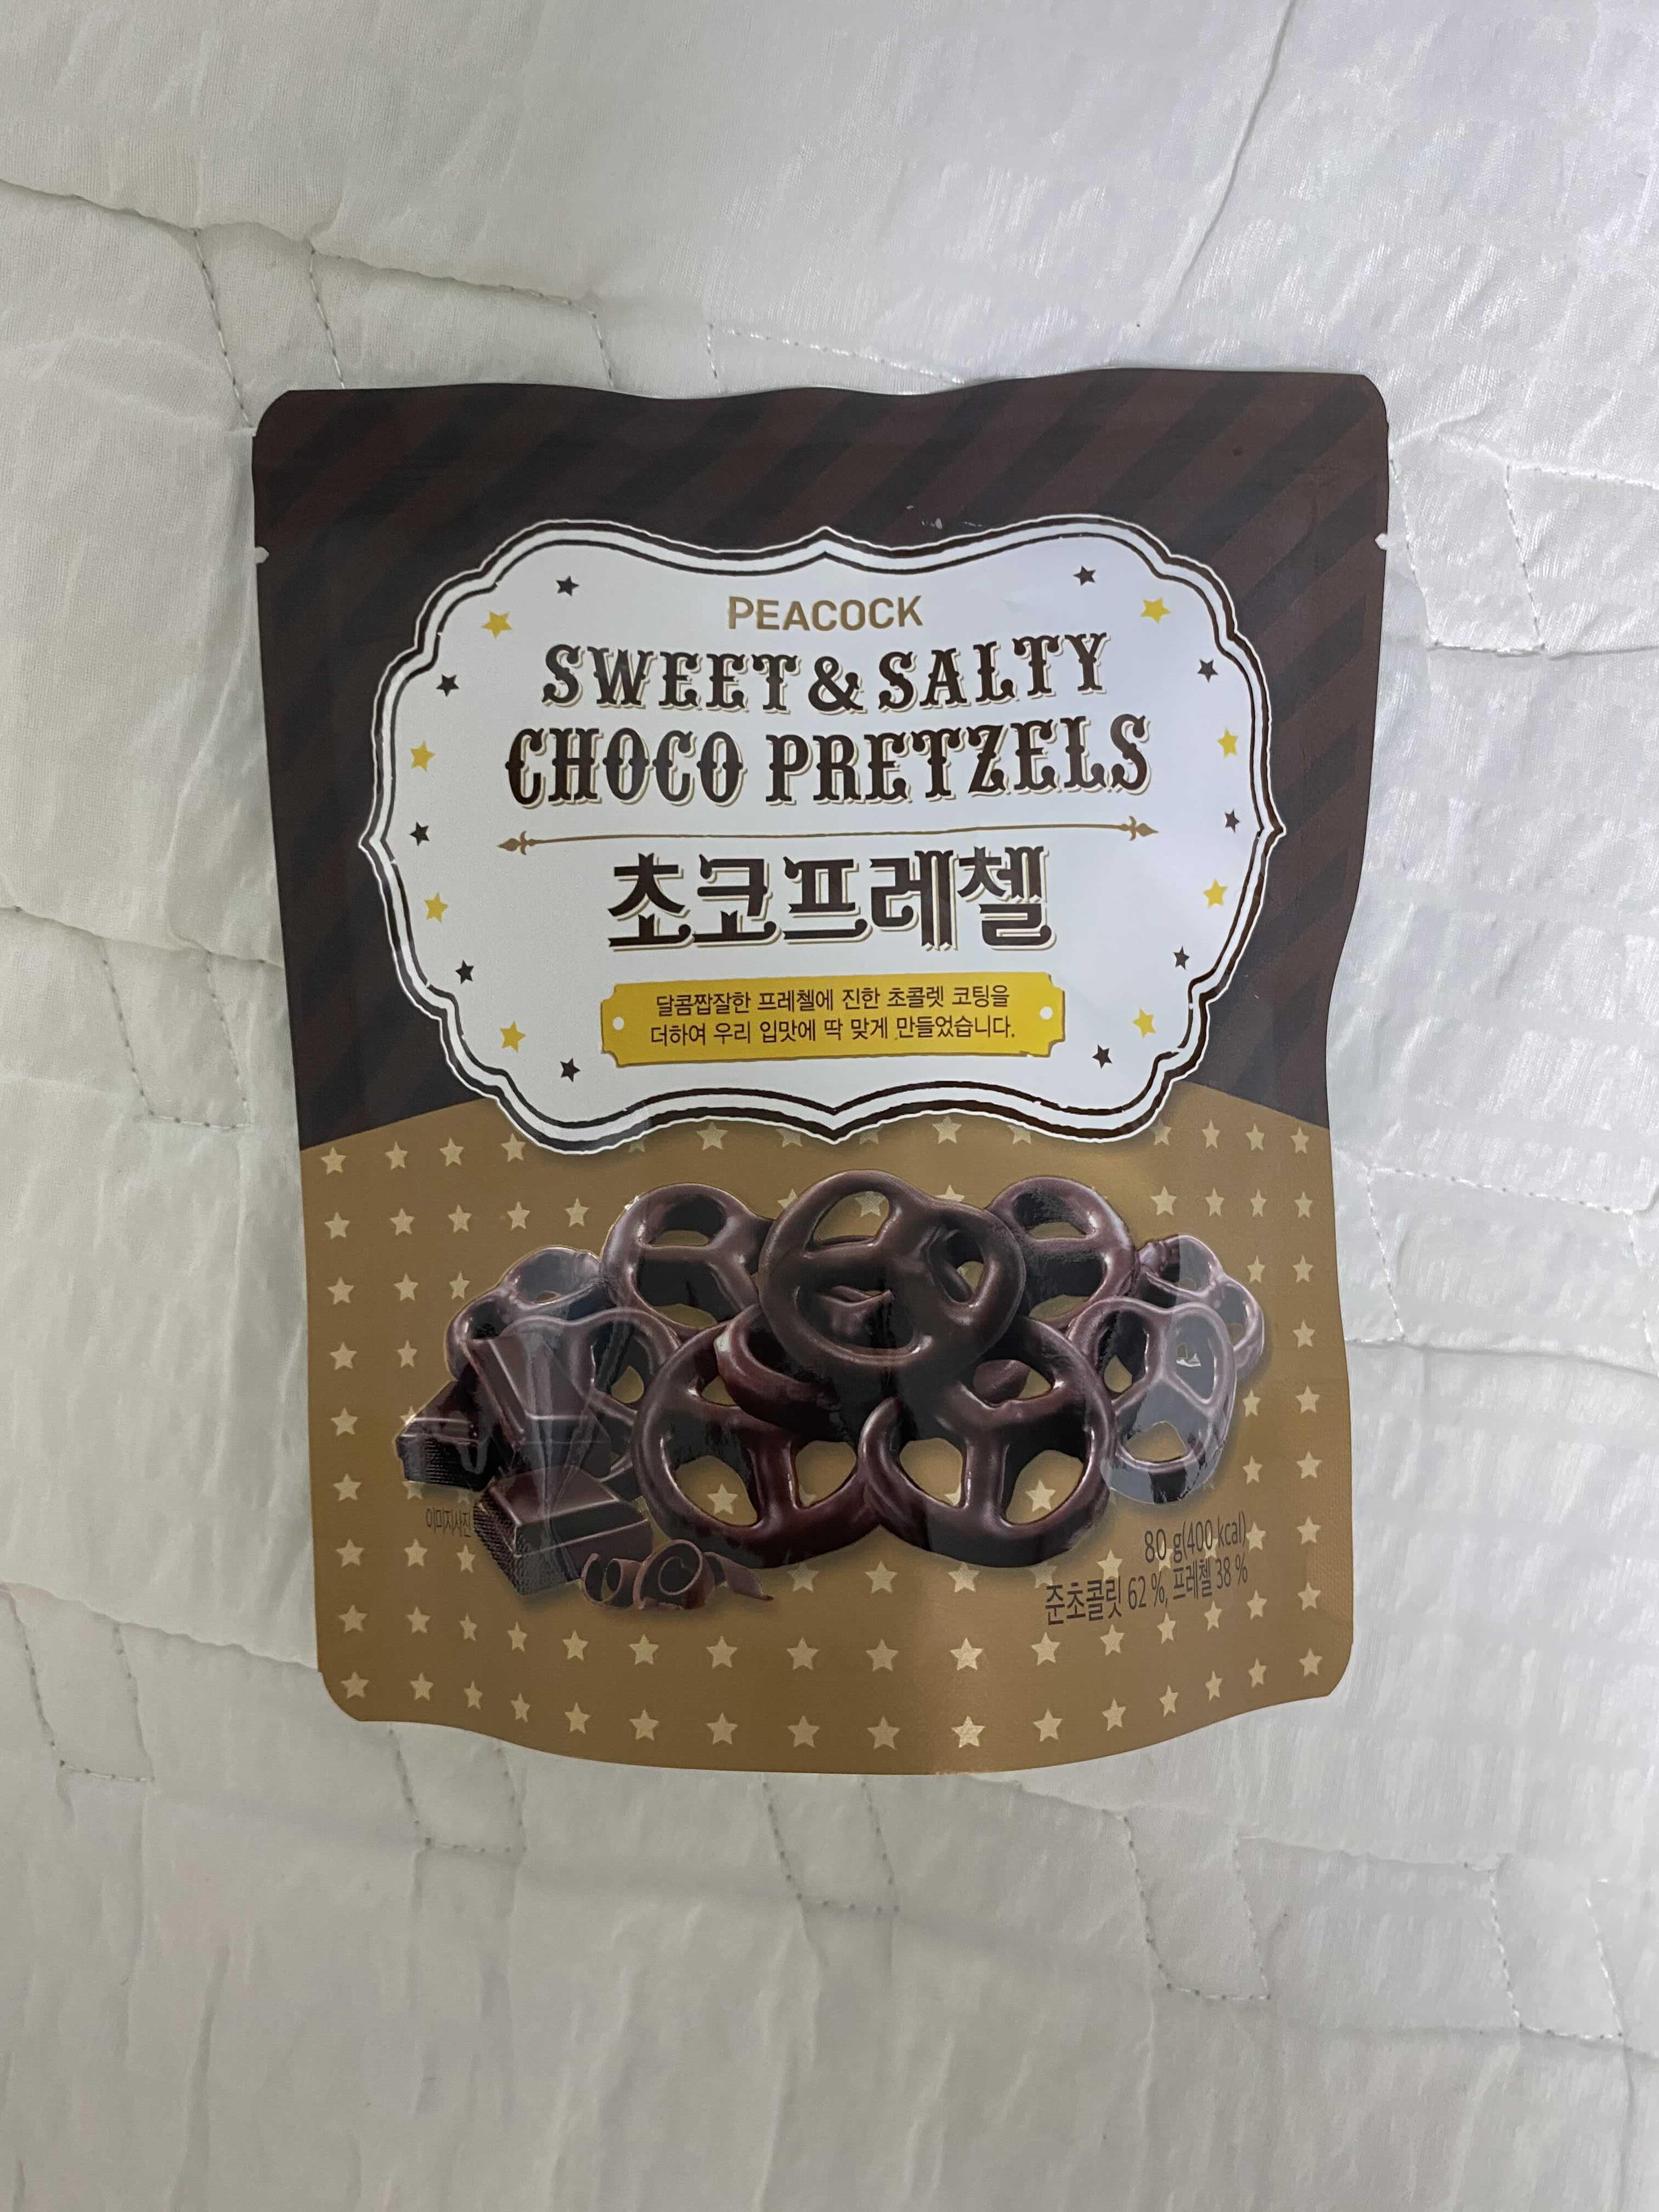 PEACOCK
SWEET & SALTY
CHOCO PRETZELS
초코프레첼
달콤짭잘한 프레첼에 진한 초콜렛 코팅을
더하여 우리 입맛에 딱 맞게 만들었습니다.
이미지사진
80 g(400 kcal)
준초콜릿 62 %, 프레첼 38 %